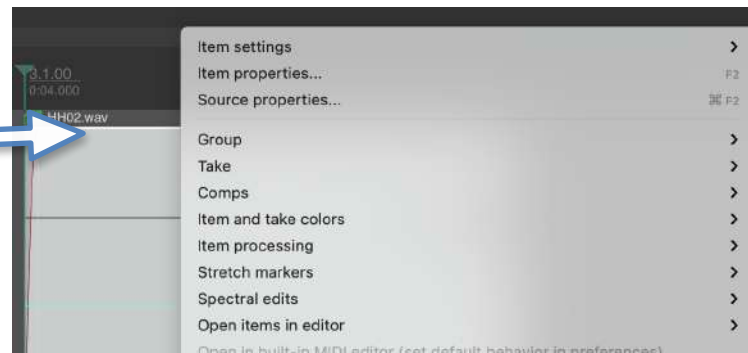 3.1.00
0:04.000
HH02.wav
Item settings
Item properties... F2
Source properties... ⌘ F2
Group
Take
Comps
Item and take colors
Item processing
Stretch markers
Spectral edits
Open items in editor
Open in built-in MIDI editor (set default behavior in preferences)